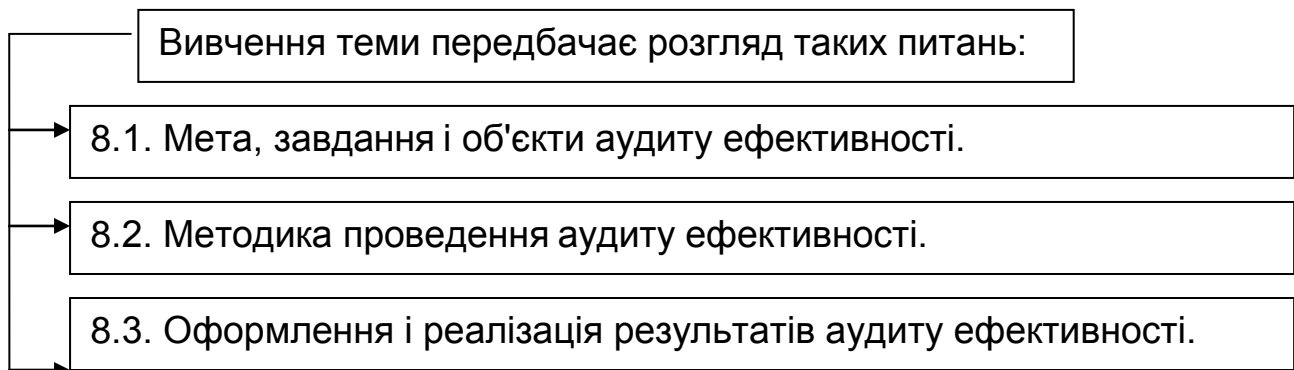 Вивчення теми передбачає розгляд таких питань:
8.1. Мета, завдання і об'єкти аудиту ефективності.
8.2. Методика проведення аудиту ефективності.
8.3. Оформлення і реалізація результатів аудиту ефективності.